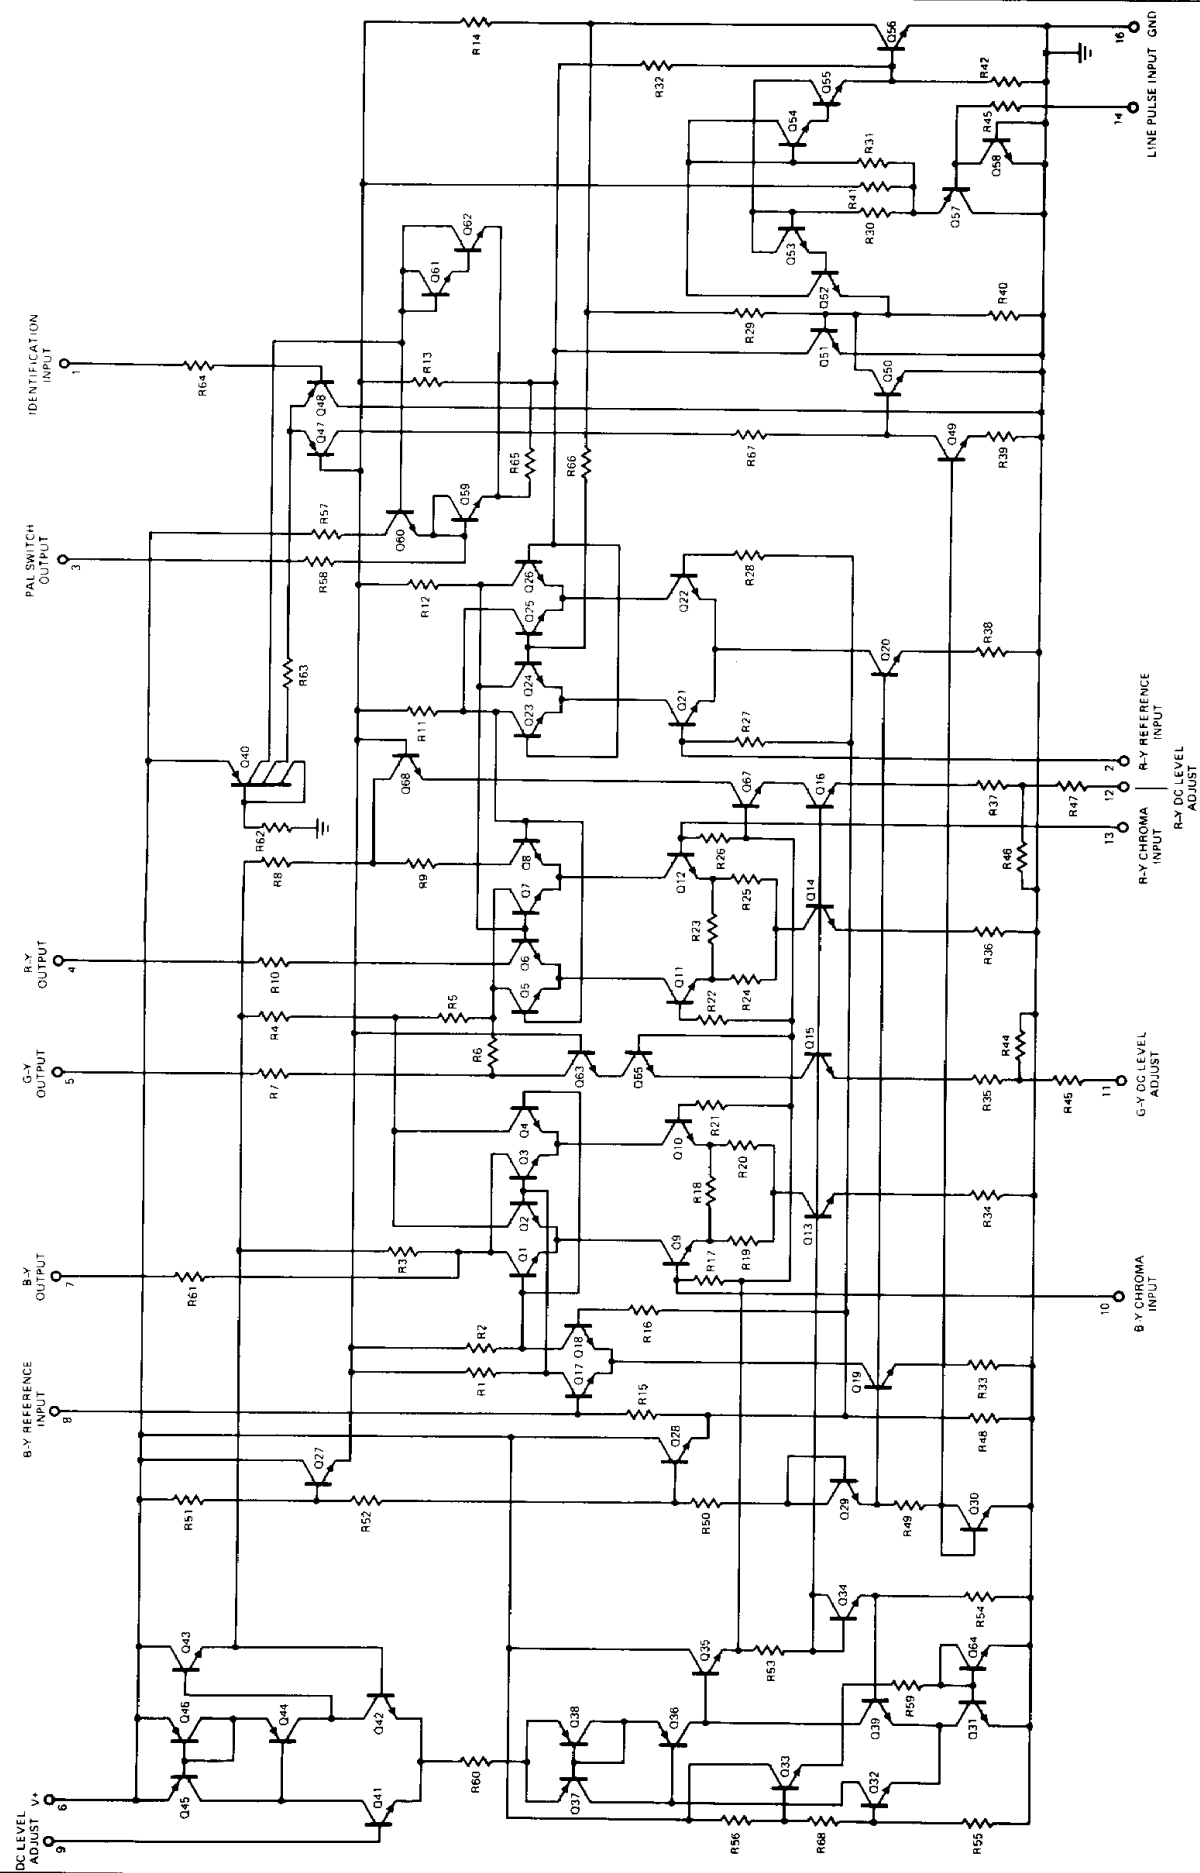 DC LEVEL
ADJUST
9
V+
6
B-Y REFERENCE
INPUT
8
B-Y
OUTPUT
7
G-Y
OUTPUT
5
R-Y
OUTPUT
4
PAL SWITCH
OUTPUT
3
IDENTIFICATION
INPUT
1
GND
16
LINE PULSE INPUT
14
R-Y REFERENCE
INPUT
2
12
R-Y DC LEVEL
ADJUST
13
R-Y CHROMA
INPUT
11
G-Y DC LEVEL
ADJUST
10
B-Y CHROMA
INPUT
Q45
Q46
Q44
Q43
Q41
Q42
R60
Q37
Q38
Q36
Q35
R53
Q33
Q32
R56
R68
R55
Q39
R59
Q31
Q64
Q34
R54
R51
R52
Q27
R50
Q28
Q29
R49
Q30
R15
R48
R1
R2
Q17
Q18
R16
Q19
R33
R61
R3
Q1
Q2
Q3
Q4
Q9
R17
R19
R18
Q10
R21
R20
Q13
R34
R7
R6
Q63
Q65
Q15
R35
R44
R45
R4
R5
R10
Q5
Q6
Q7
Q8
Q11
R22
R24
R23
Q12
R26
R25
Q14
R36
R8
R9
R62
Q40
Q68
Q67
Q16
R37
R46
R47
R63
R11
R12
Q23
Q24
Q25
Q26
Q21
R27
Q22
R28
Q20
R38
R58
R57
Q60
Q59
R65
R66
R13
Q61
Q62
R64
Q47
Q48
R67
Q49
R39
Q50
Q51
R29
R40
Q52
Q53
R30
R41
R31
Q54
Q55
Q57
Q58
R45
R42
R32
R14
Q56